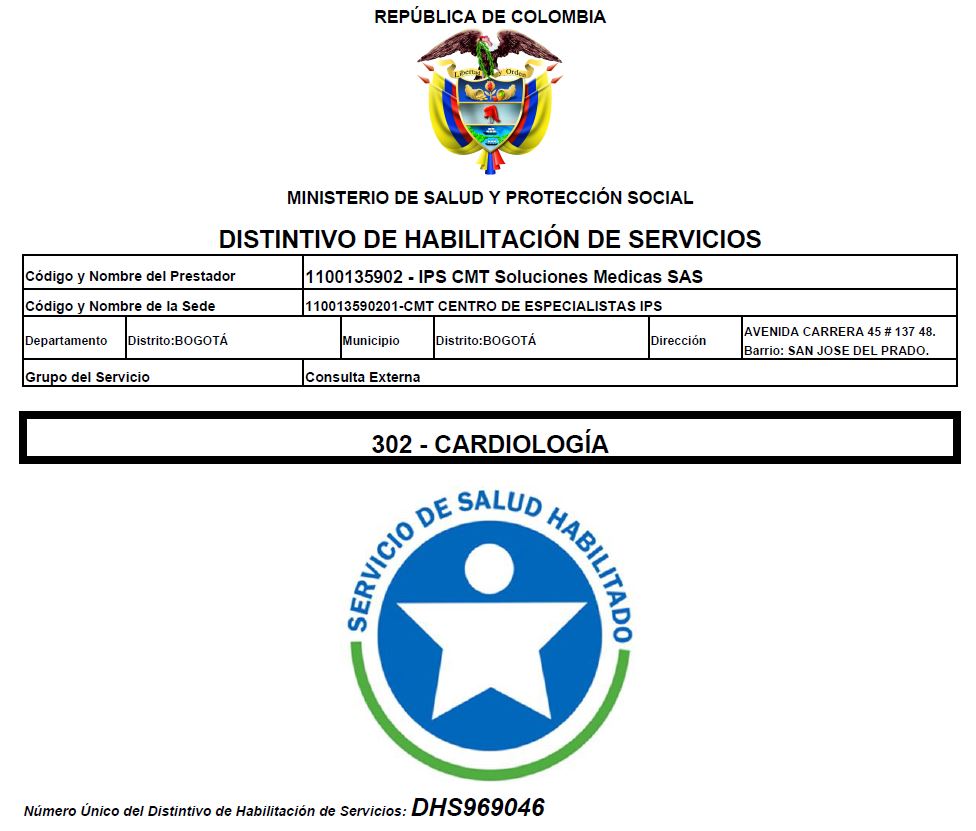 REPÚBLICA DE COLOMBIA
Libertad y Orden
MINISTERIO DE SALUD Y PROTECCIÓN SOCIAL
DISTINTIVO DE HABILITACIÓN DE SERVICIOS
Código y Nombre del Prestador 1100135902 - IPS CMT Soluciones Medicas SAS
Código y Nombre de la Sede 110013590201-CMT CENTRO DE ESPECIALISTAS IPS
Departamento Distrito:BOGOTÁ Municipio Distrito:BOGOTÁ Dirección AVENIDA CARRERA 45 # 137 48.
Barrio: SAN JOSE DEL PRADO.
Grupo del Servicio Consulta Externa
302 - CARDIOLOGÍA
SERVICIO DE SALUD HABILITADO
Número Único del Distintivo de Habilitación de Servicios: DHS969046